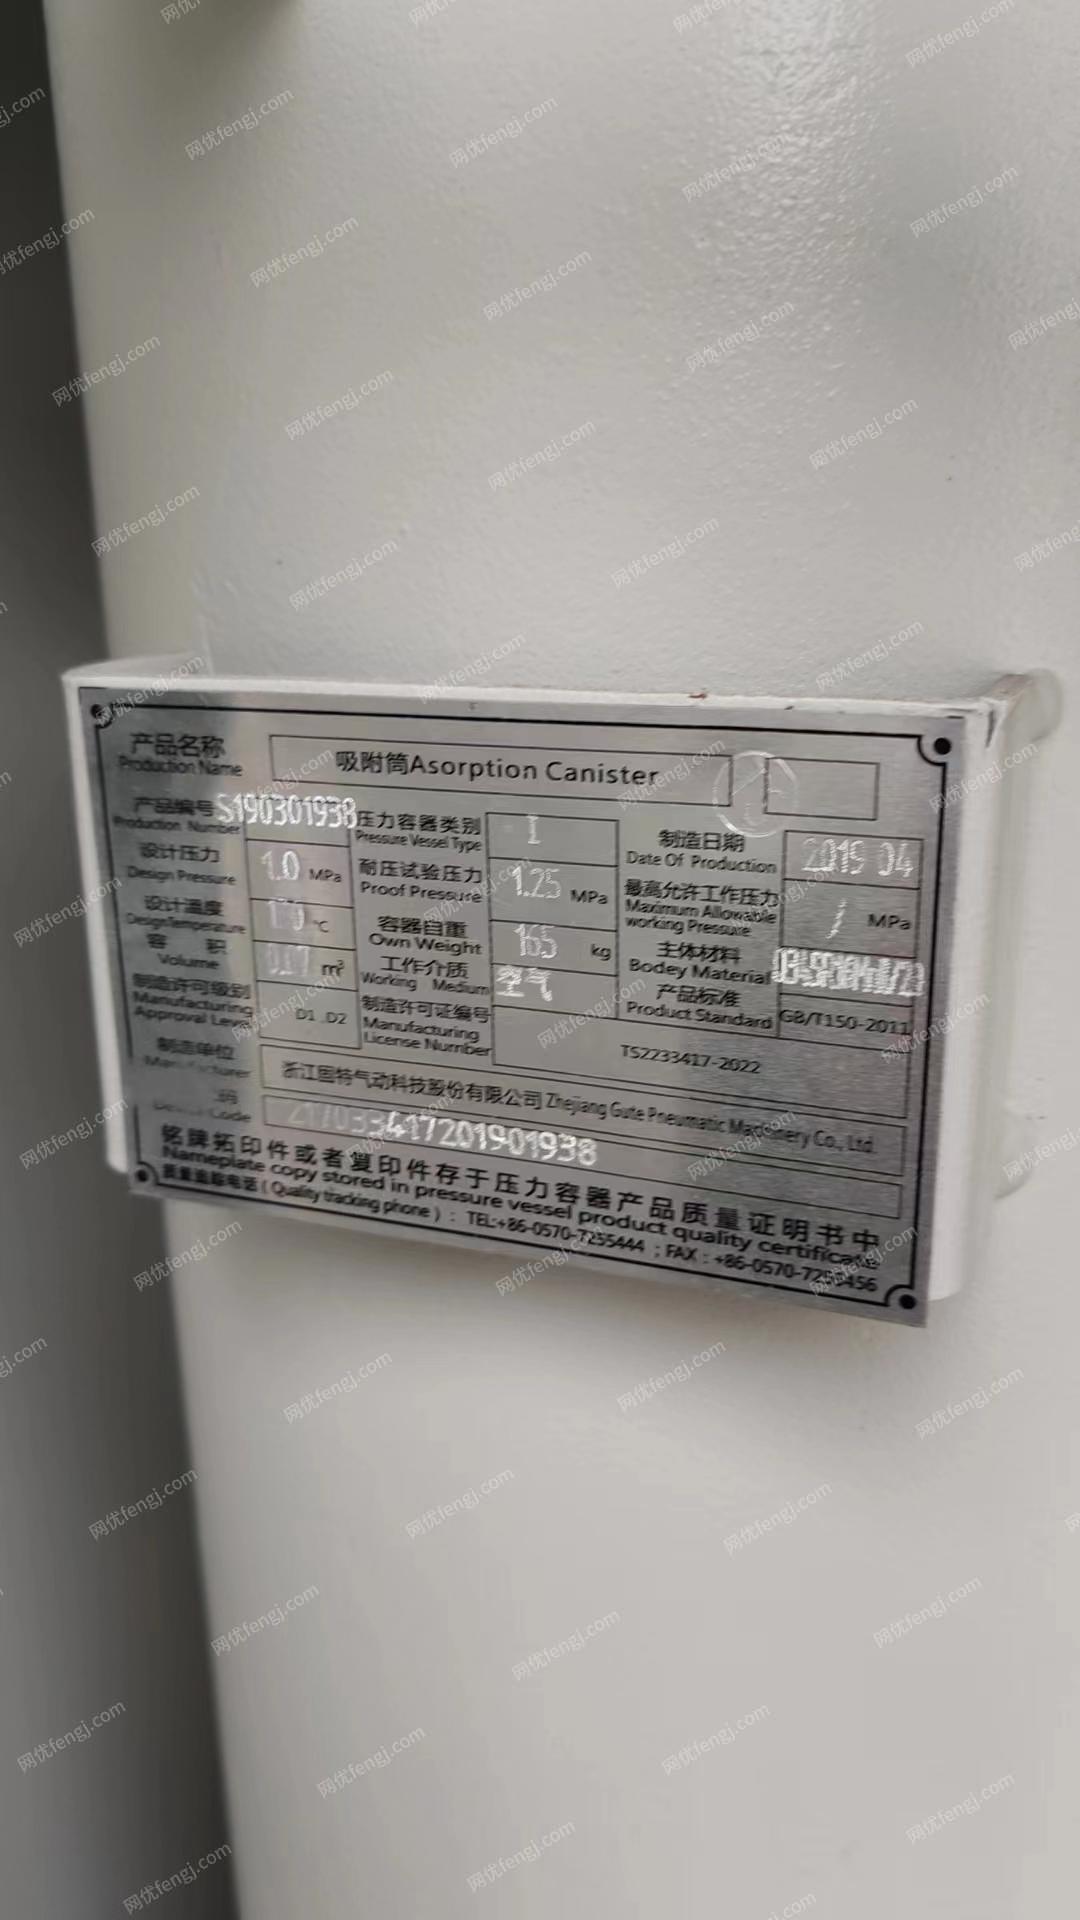 产品名称 吸附筒Asorption Canister
Production Name
产品编号 S190301938 压力容器类别 I 制造日期
Production Number Pressure Vessel Type Date Of Production
设计压力 1.0 MPa 耐压试验压力 1.25 MPa 最高允许工作压力 MPa
Design Pressure Proof Pressure Maximum Allowable
working Pressure
设计温度 ℃ 容器自重 165 kg 主体材料
DesignTemperature Own Weight Bodey Material
容 积 m³ 工作介质 空气 产品标准 GB/T150-2011
Volume Working Medium Product Standard
制造许可级别 D1、D2 制造许可证编号 TS2233417-2022
Manufacturing Manufacturing
Approval Level License Number
制造单位 浙江固特气动科技股份有限公司 Zhejiang Gute Pneumatic Machinery Co., Ltd.
Code 417201901938
铭牌拓印件或者复印件存于压力容器产品质量证明书中
Nameplate copy stored in pressure vessel product quality certificate
质量追踪电话 ( Quality tracking phone ) : TEL:+86-0570-7255444 ; FAX : +86-0570-7255456
网优fengj.com